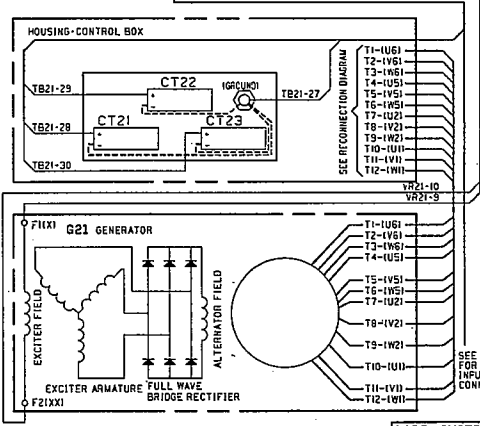 HOUSING-CONTROL BOX
TB21-29
CT22
(GROUND)
TB21-27
TB21-28
CT21
CT23
TB21-30
SEE RECONNECTION DIAGRAM
T1-(U6)
T2-(V6)
T3-(W6)
T4-(U5)
T5-(V5)
T6-(W5)
T7-(U2)
T8-(V2)
T9-(W2)
T10-(U1)
T11-(V1)
T12-(W1)
VR21-10
VR21-9
F1(X)
G21 GENERATOR
EXCITER FIELD
ALTERNATOR FIELD
EXCITER ARMATURE
FULL WAVE
BRIDGE RECTIFIER
F2(XX)
T1-(U6)
T2-(V6)
T3-(W6)
T4-(U5)
T5-(V5)
T6-(W5)
T7-(U2)
T8-(V2)
T9-(W2)
T10-(U1)
T11-(V1)
T12-(W1)
SEE
FOR